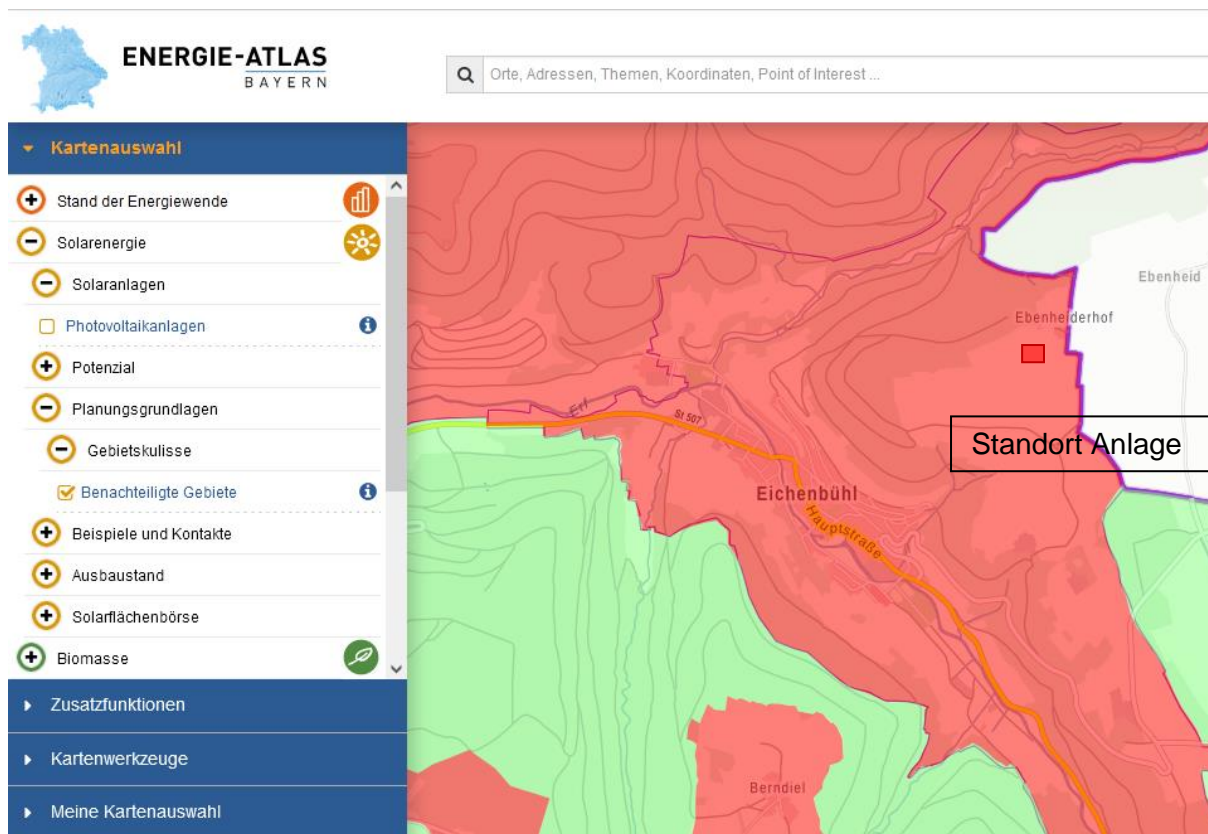 ENERGIE-ATLAS
BAYERN
Orte, Adressen, Themen, Koordinaten, Point of Interest ...
Kartenauswahl
Stand der Energiewende
Solarenergie
Solaranlagen
Photovoltaikanlagen
Potenzial
Planungsgrundlagen
Gebietskulisse
Benachteiligte Gebiete
Beispiele und Kontakte
Ausbaustand
Solarflächenbörse
Biomasse
Zusatzfunktionen
Kartenwerkzeuge
Meine Kartenauswahl
Ebenheid
Ebenheiderhof
Erf
St 507
Standort Anlage
Eichenbühl
Hauptstraße
Berndiel